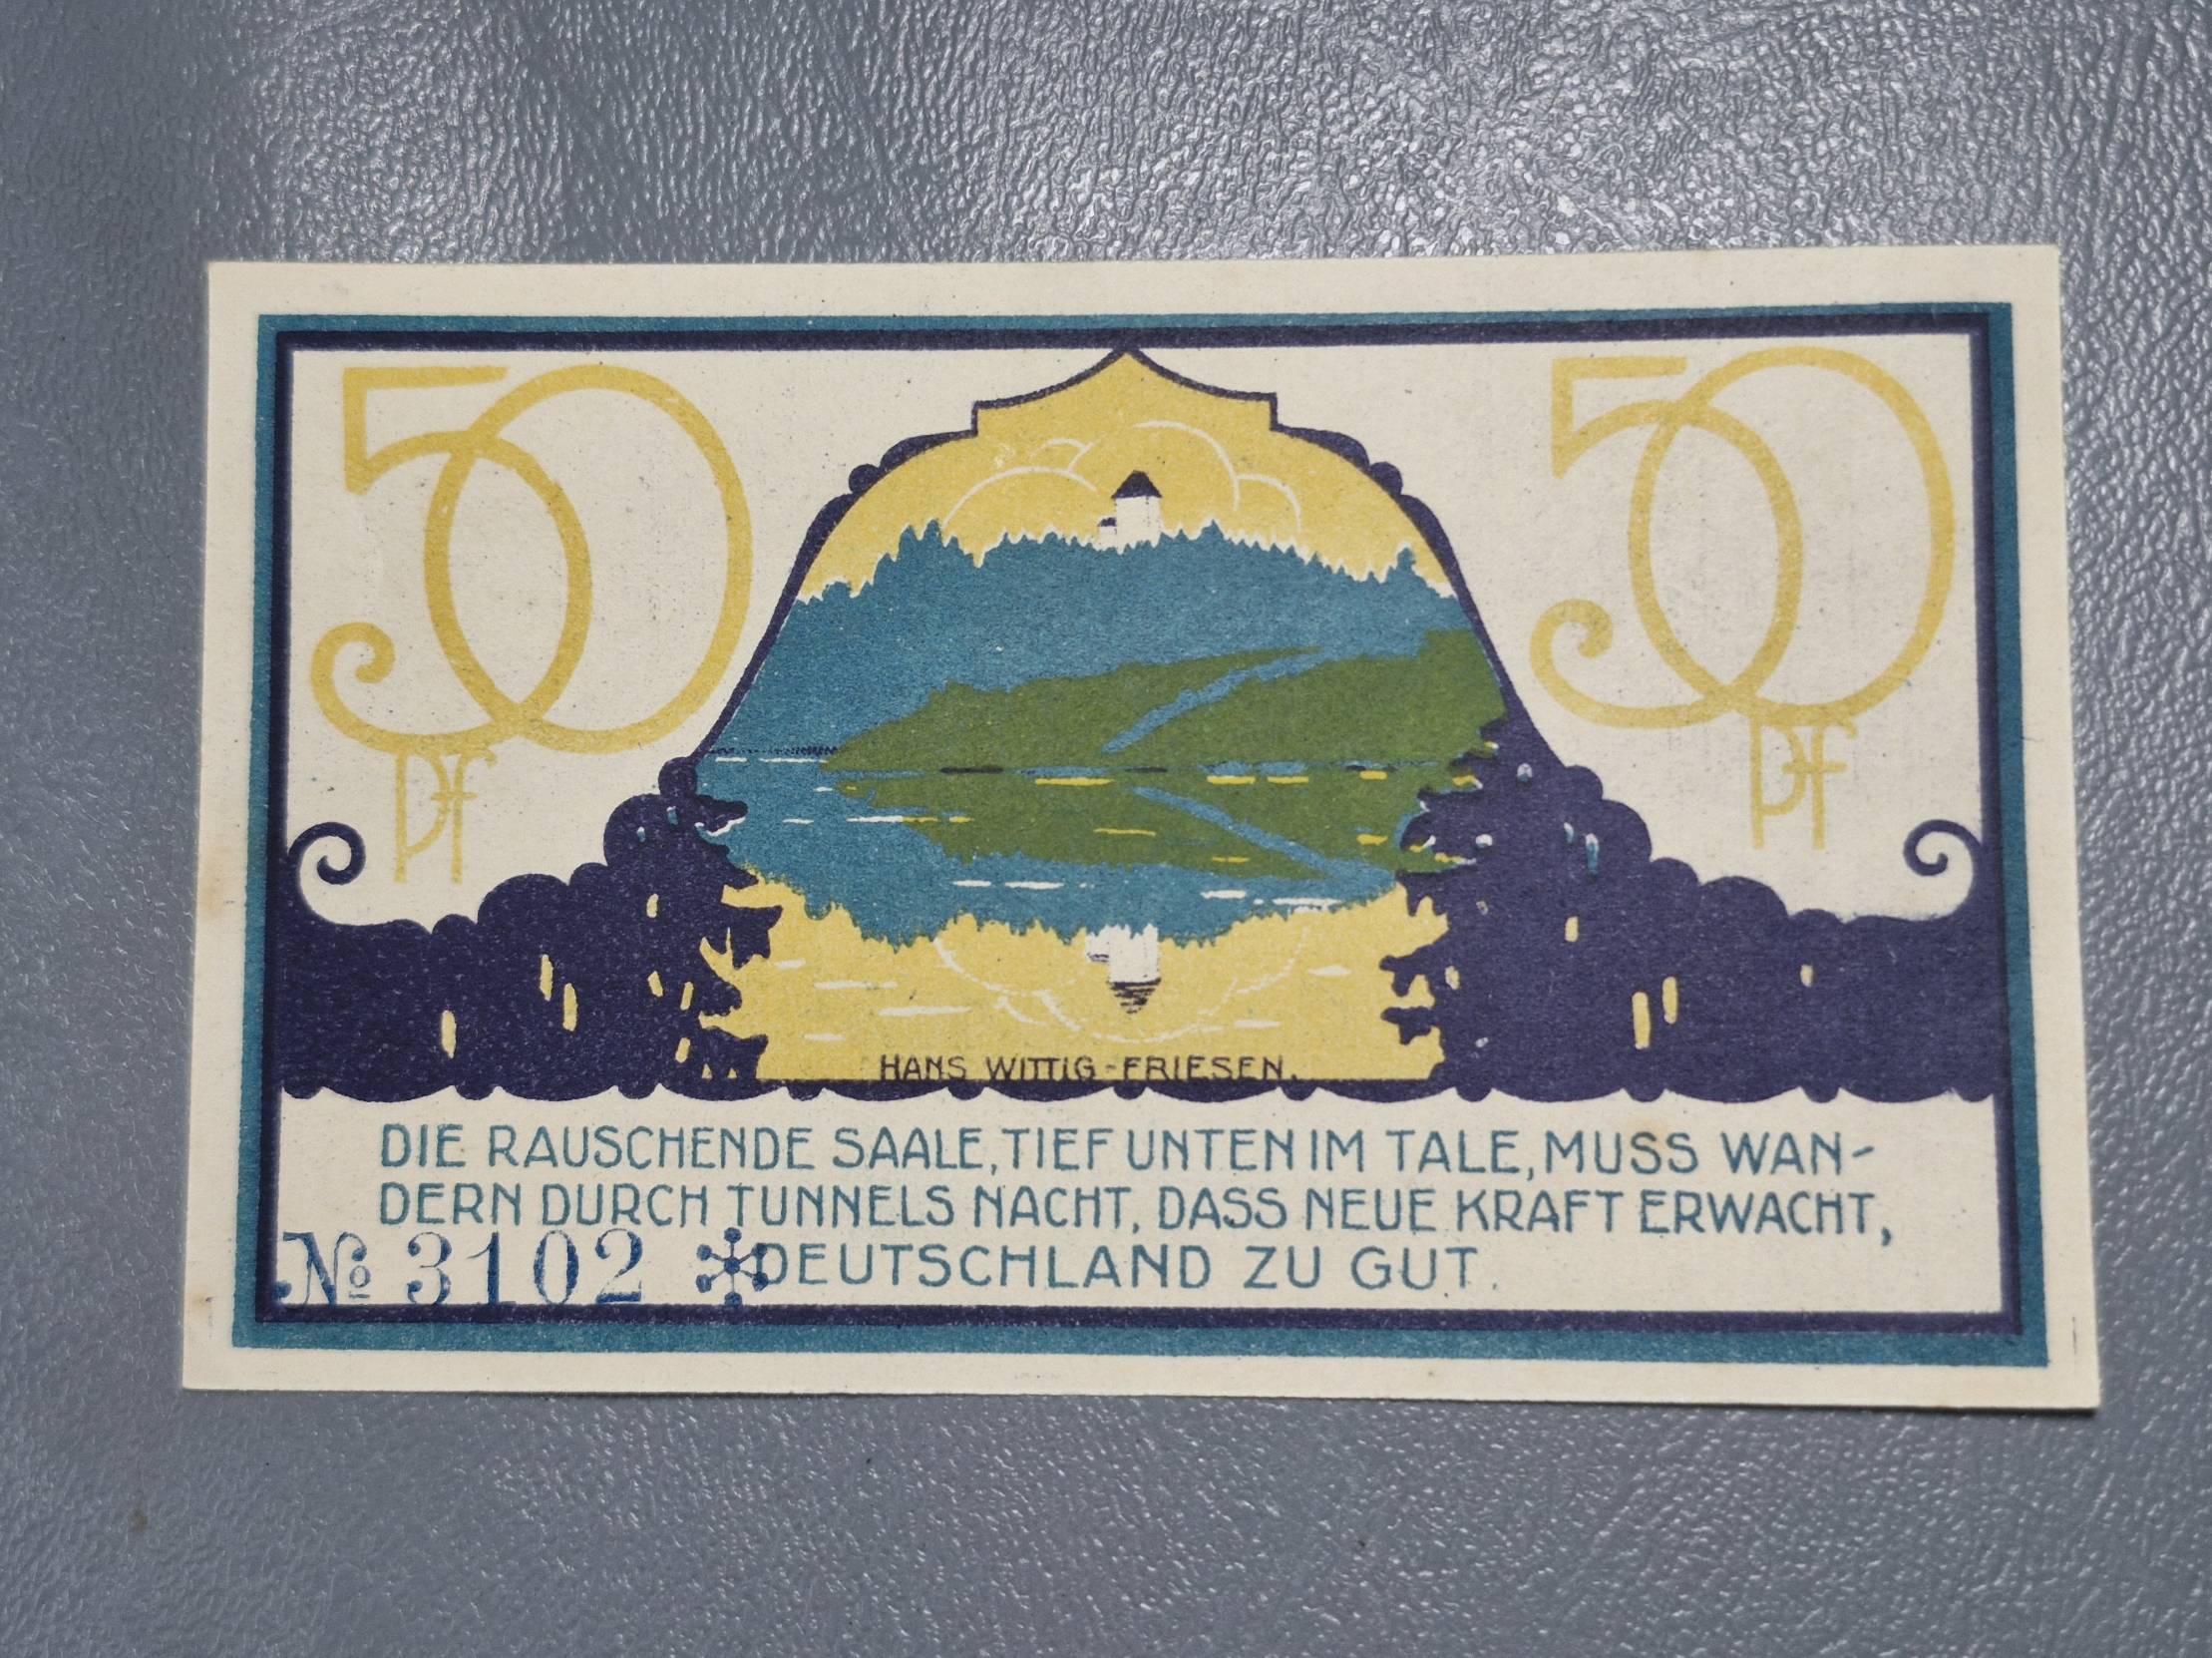 50 50
Pf Pf
HANS WITTIG-FRIESEN.
DIE RAUSCHENDE SAALE, TIEF UNTEN IM TALE, MUSS WAN-
DERN DURCH TUNNELS NACHT, DASS NEUE KRAFT ERWACHT,
№ 3102 * DEUTSCHLAND ZU GUT.